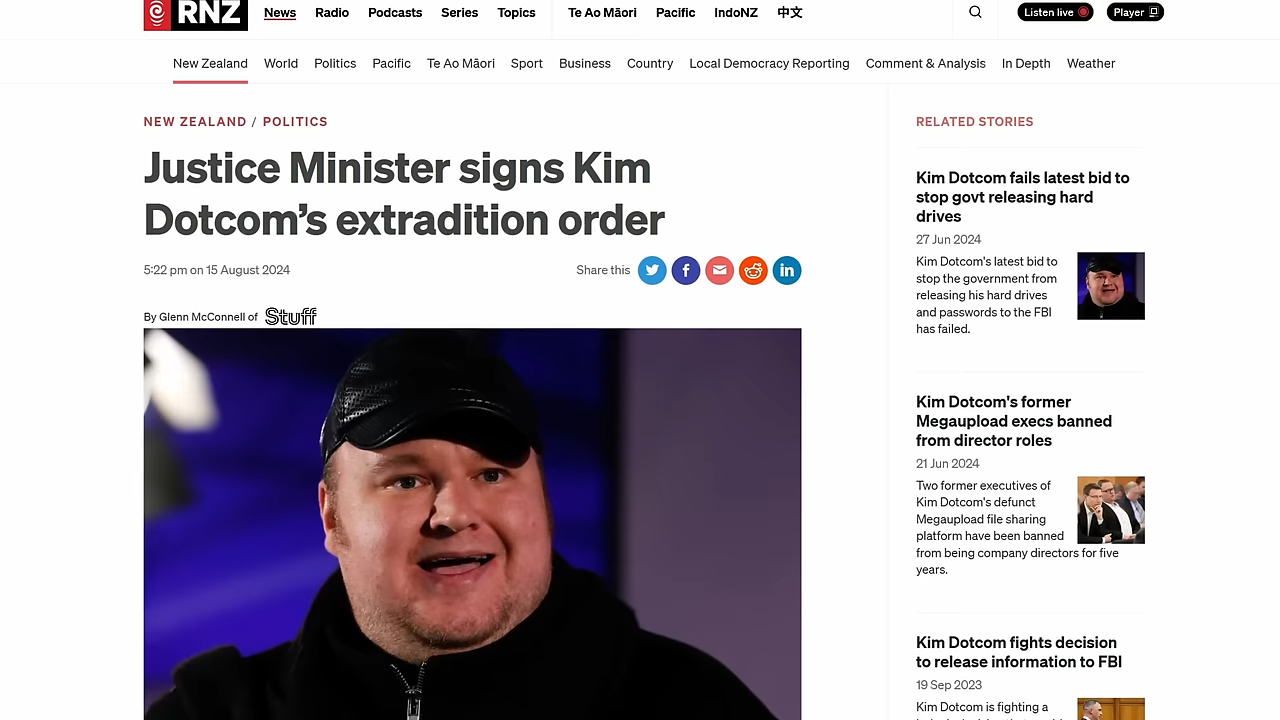 RNZ
News
Radio
Podcasts
Series
Topics
Te Ao Māori
Pacific
IndoNZ
中文
Listen live
Player
New Zealand
World
Politics
Pacific
Te Ao Māori
Sport
Business
Country
Local Democracy Reporting
Comment & Analysis
In Depth
Weather
NEW ZEALAND / POLITICS
Justice Minister signs Kim
Dotcom’s extradition order
5:22 pm on 15 August 2024
Share this
By Glenn McConnell of Stuff
RELATED STORIES
Kim Dotcom fails latest bid to
stop govt releasing hard
drives
27 Jun 2024
Kim Dotcom's latest bid to
stop the government from
releasing his hard drives
and passwords to the FBI
has failed.
Kim Dotcom's former
Megaupload execs banned
from director roles
21 Jun 2024
Two former executives of
Kim Dotcom's defunct
Megaupload file sharing
platform have been banned
from being company directors for five
years.
Kim Dotcom fights decision
to release information to FBI
19 Sep 2023
Kim Dotcom is fighting a